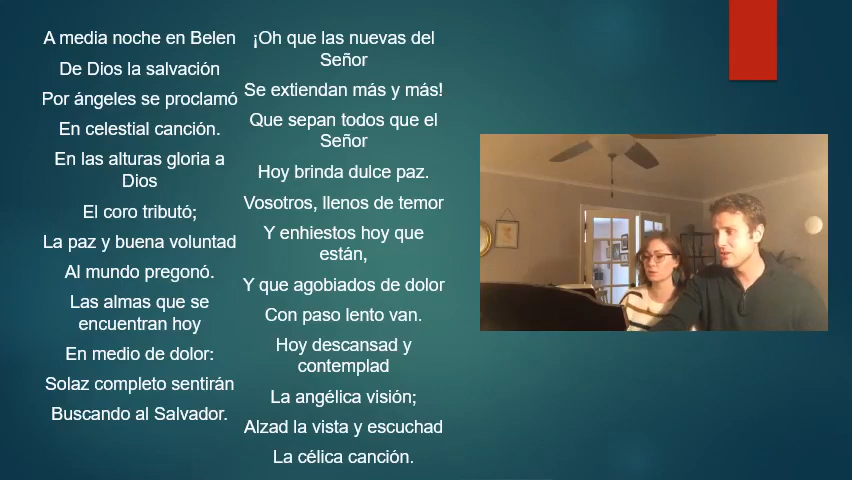 A media noche en Belen
De Dios la salvación
Por ángeles se proclamó
En celestial canción.
En las alturas gloria a
Dios
El coro tributó;
La paz y buena voluntad
Al mundo pregonó.
Las almas que se
encuentran hoy
En medio de dolor:
Solaz completo sentirán
Buscando al Salvador.
¡Oh que las nuevas del
Señor
Se extiendan más y más!
Que sepan todos que el
Señor
Hoy brinda dulce paz.
Vosotros, llenos de temor
Y enhiestos hoy que
están,
Y que agobiados de dolor
Con paso lento van.
Hoy descansad y
contemplad
La angélica visión;
Alzad la vista y escuchad
La célica canción.